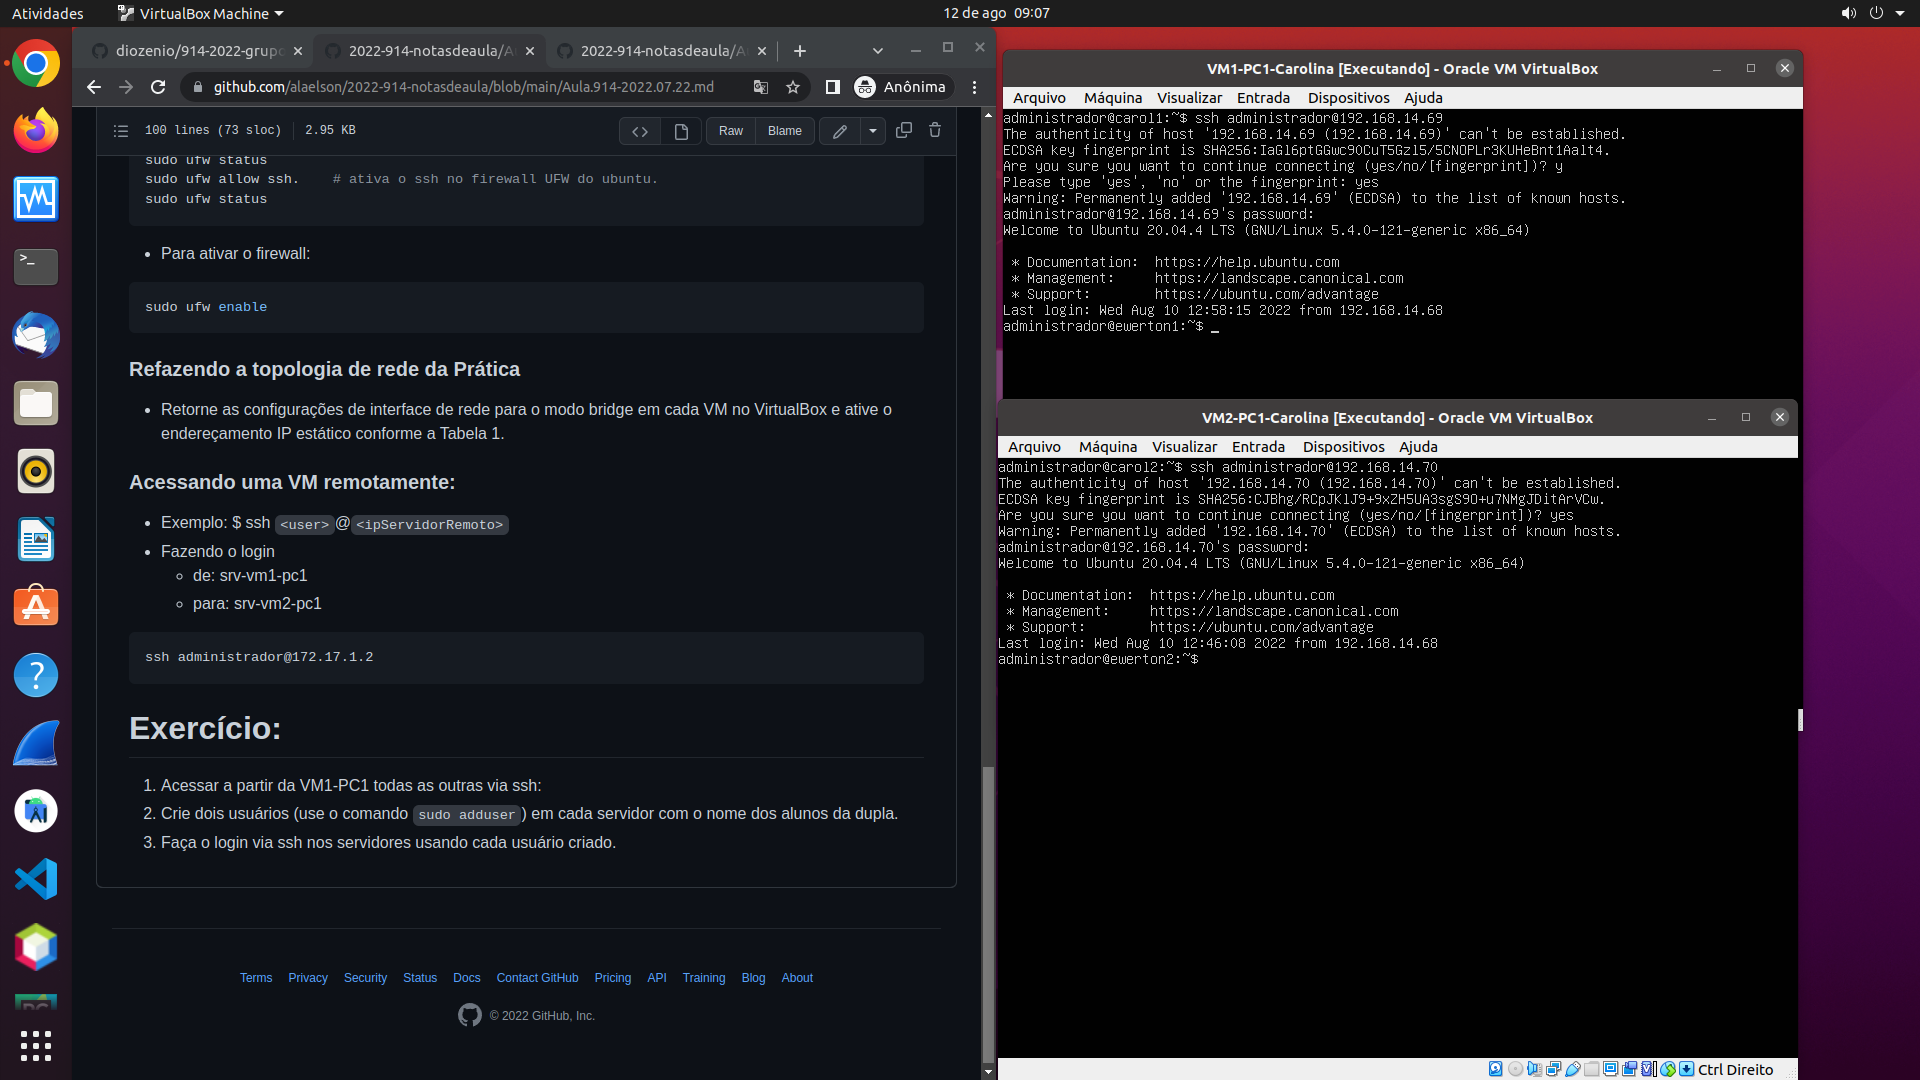 Atividades
VirtualBox Machine
12 de ago 09:07
diozenio/914-2022-grupo
2022-914-notasdeaula/A
2022-914-notasdeaula/A
github.com/alaelson/2022-914-notasdeaula/blob/main/Aula.914-2022.07.22.md
Anônima
100 lines (73 sloc)
2.95 KB
Raw
Blame
sudo ufw status
sudo ufw allow ssh.    # ativa o ssh no firewall UFW do ubuntu.
sudo ufw status
Para ativar o firewall:
sudo ufw enable
Refazendo a topologia de rede da Prática
Retorne as configurações de interface de rede para o modo bridge em cada VM no VirtualBox e ative o
endereçamento IP estático conforme a Tabela 1.
Acessando uma VM remotamente:
Exemplo: $ ssh <user>@<ipServidorRemoto>
Fazendo o login
de: srv-vm1-pc1
para: srv-vm2-pc1
ssh administrador@172.17.1.2
Exercício:
1. Acessar a partir da VM1-PC1 todas as outras via ssh:
2. Crie dois usuários (use o comando sudo adduser) em cada servidor com o nome dos alunos da dupla.
3. Faça o login via ssh nos servidores usando cada usuário criado.
Terms Privacy Security Status Docs Contact GitHub Pricing API Training Blog About
© 2022 GitHub, Inc.
VM1-PC1-Carolina [Executando] - Oracle VM VirtualBox
Arquivo Máquina Visualizar Entrada Dispositivos Ajuda
administrador@carol1:~$ ssh administrador@192.168.14.69
The authenticity of host '192.168.14.69 (192.168.14.69)' can't be established.
ECDSA key fingerprint is SHA256:IaGl6ptGGwc90CuT5Gzl5/5CNOPLr3KUHeBnt1Aalt4.
Are you sure you want to continue connecting (yes/no/[fingerprint])? y
Please type 'yes', 'no' or the fingerprint: yes
Warning: Permanently added '192.168.14.69' (ECDSA) to the list of known hosts.
administrador@192.168.14.69's password:
Welcome to Ubuntu 20.04.4 LTS (GNU/Linux 5.4.0-121-generic x86_64)
* Documentation:  https://help.ubuntu.com
* Management:     https://landscape.canonical.com
* Support:        https://ubuntu.com/advantage
Last login: Wed Aug 10 12:58:15 2022 from 192.168.14.68
administrador@ewerton1:~$ _
VM2-PC1-Carolina [Executando] - Oracle VM VirtualBox
Arquivo Máquina Visualizar Entrada Dispositivos Ajuda
administrador@carol2:~$ ssh administrador@192.168.14.70
The authenticity of host '192.168.14.70 (192.168.14.70)' can't be established.
ECDSA key fingerprint is SHA256:CJBhg/RCpJKlJ9+9xZH5UA3sgS9O+u7NMgJDitArVCw.
Are you sure you want to continue connecting (yes/no/[fingerprint])? yes
Warning: Permanently added '192.168.14.70' (ECDSA) to the list of known hosts.
administrador@192.168.14.70's password:
Welcome to Ubuntu 20.04.4 LTS (GNU/Linux 5.4.0-121-generic x86_64)
* Documentation:  https://help.ubuntu.com
* Management:     https://landscape.canonical.com
* Support:        https://ubuntu.com/advantage
Last login: Wed Aug 10 12:46:08 2022 from 192.168.14.68
administrador@ewerton2:~$
Ctrl Direito